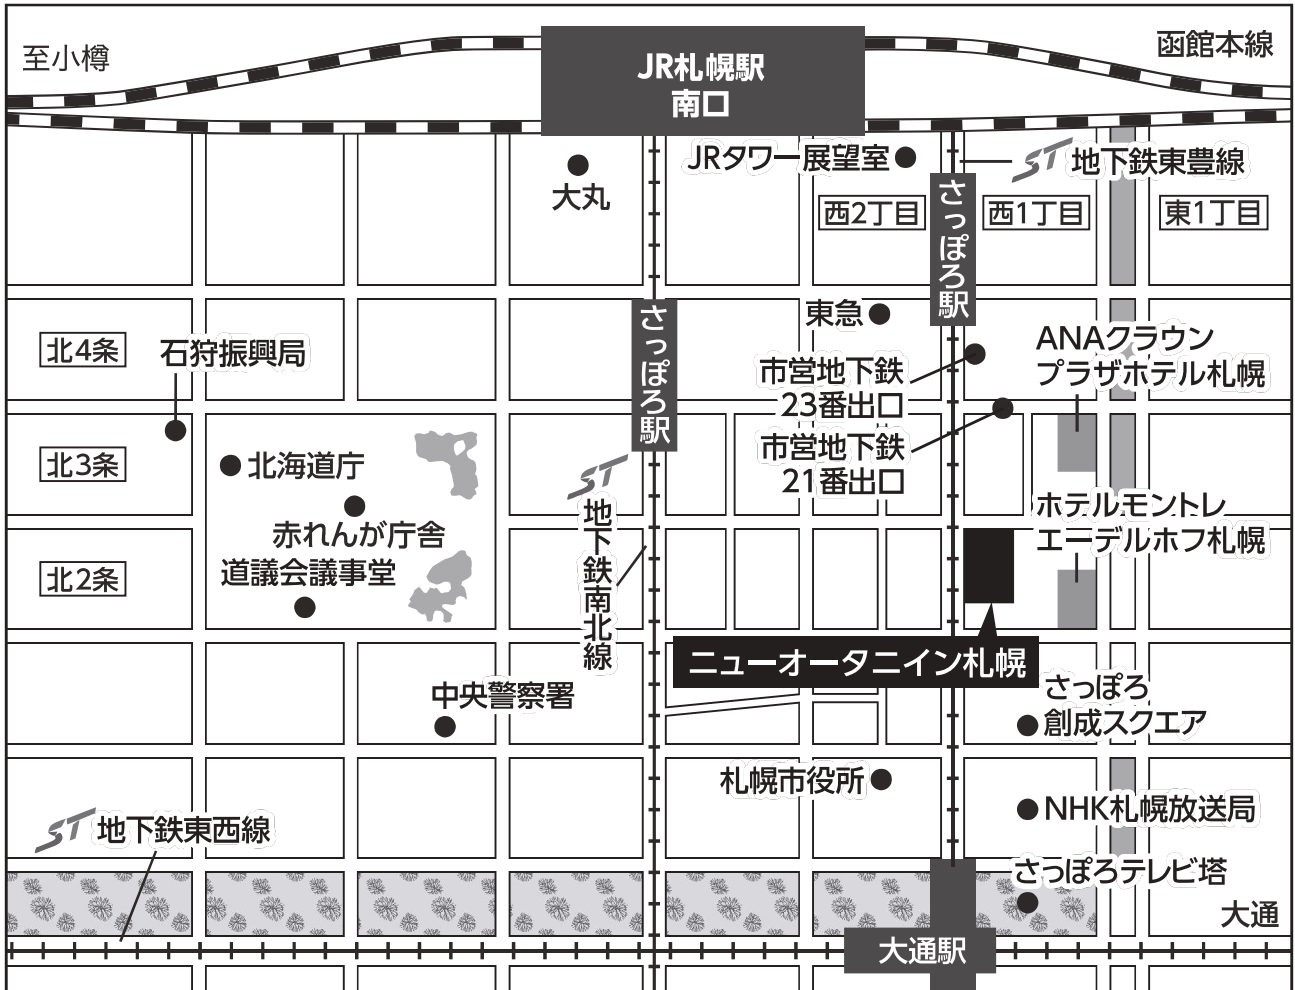 至小樽
函館本線
JR札幌駅
南口
JRタワー展望室
ST
地下鉄東豊線
大丸
西2丁目
さっぽろ駅
西1丁目
東1丁目
北4条
石狩振興局
さっぽろ駅
東急
市営地下鉄
23番出口
ANAクラウン
プラザホテル札幌
北3条
北海道庁
赤れんが庁舎
市営地下鉄
21番出口
ST
地下鉄南北線
ホテルモントレ
エーデルホフ札幌
北2条
道議会議事堂
ニューオータニイン札幌
中央警察署
さっぽろ
創成スクエア
札幌市役所
NHK札幌放送局
ST
地下鉄東西線
さっぽろテレビ塔
大通
大通駅